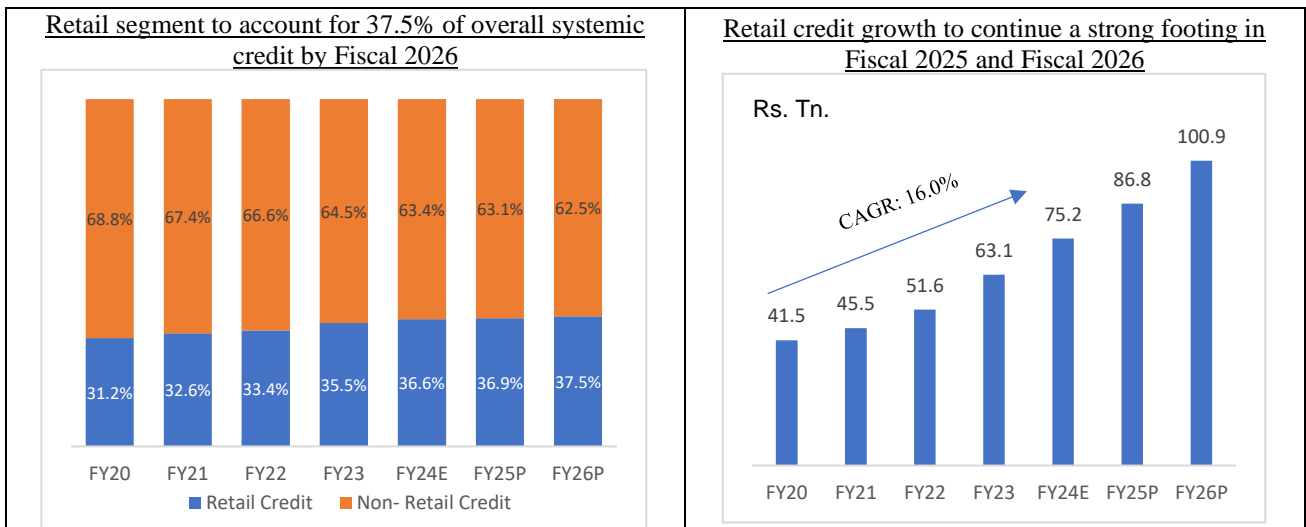 Retail segment to account for 37.5% of overall systemic
credit by Fiscal 2026
68.8% 67.4% 66.6% 64.5% 63.4% 63.1% 62.5%
31.2% 32.6% 33.4% 35.5% 36.6% 36.9% 37.5%
FY20 FY21 FY22 FY23 FY24E FY25P FY26P
Retail Credit Non- Retail Credit
Retail credit growth to continue a strong footing in
Fiscal 2025 and Fiscal 2026
Rs. Tn.
CAGR: 16.0%
41.5 45.5 51.6 63.1 75.2 86.8 100.9
FY20 FY21 FY22 FY23 FY24E FY25P FY26P